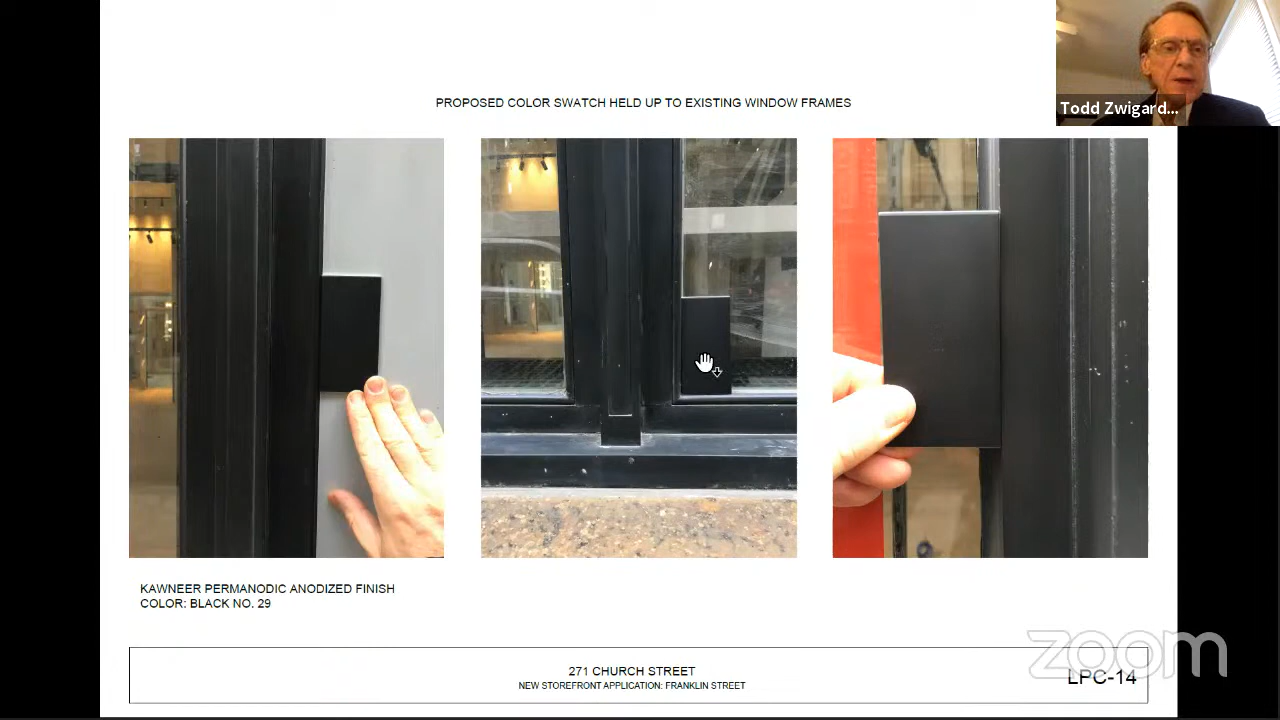 Todd Zwigard...
PROPOSED COLOR SWATCH HELD UP TO EXISTING WINDOW FRAMES
KAWNEER PERMANODIC ANODIZED FINISH
COLOR: BLACK NO. 29
271 CHURCH STREET
NEW STOREFRONT APPLICATION: FRANKLIN STREET
LPC-14
zoom